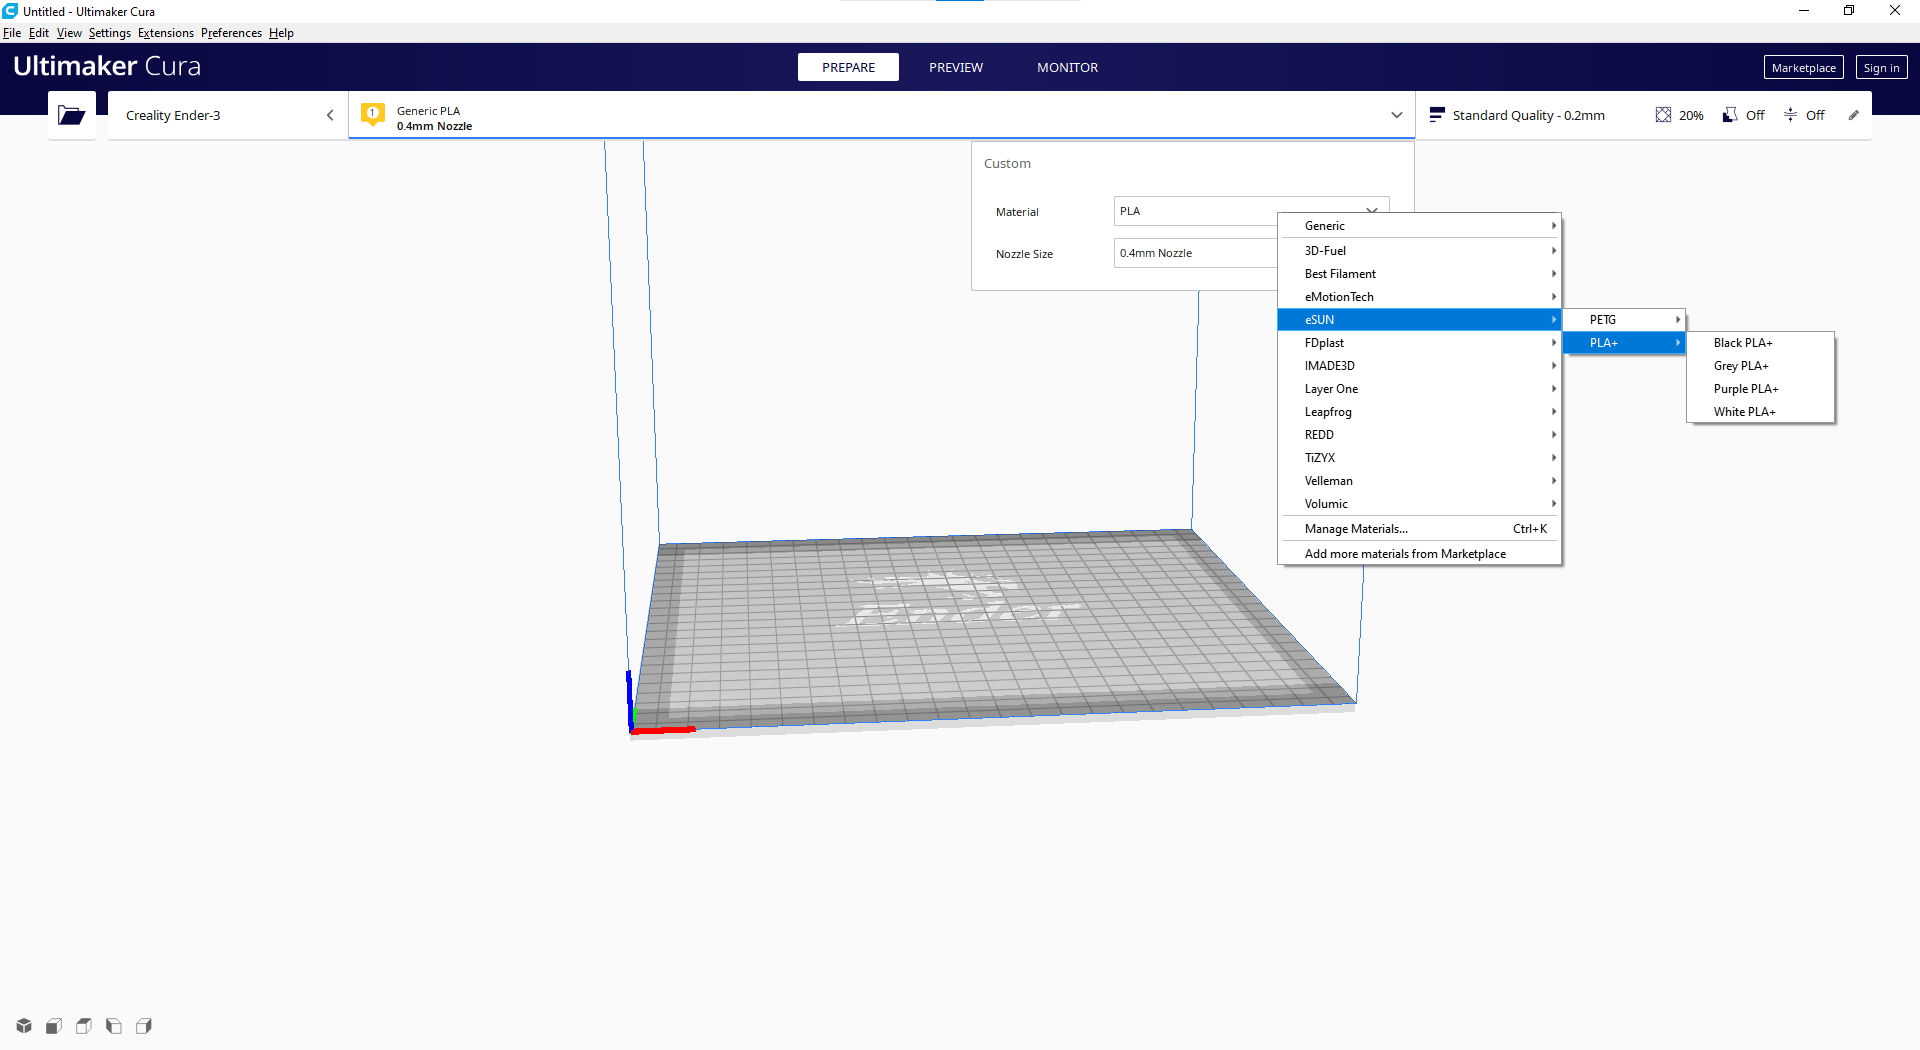 Untitled - Ultimaker Cura
File Edit View Settings Extensions Preferences Help
Ultimaker Cura
PREPARE
PREVIEW
MONITOR
Marketplace
Sign in
Creality Ender-3
1
Generic PLA
0.4mm Nozzle
Standard Quality - 0.2mm
20%
Off
Off
Custom
Material
PLA
Nozzle Size
0.4mm Nozzle
Generic
3D-Fuel
Best Filament
eMotionTech
eSUN
FDplast
IMADE3D
Layer One
Leapfrog
REDD
TiZYX
Velleman
Volumic
Manage Materials... Ctrl+K
Add more materials from Marketplace
PETG
PLA+
Black PLA+
Grey PLA+
Purple PLA+
White PLA+
Ender